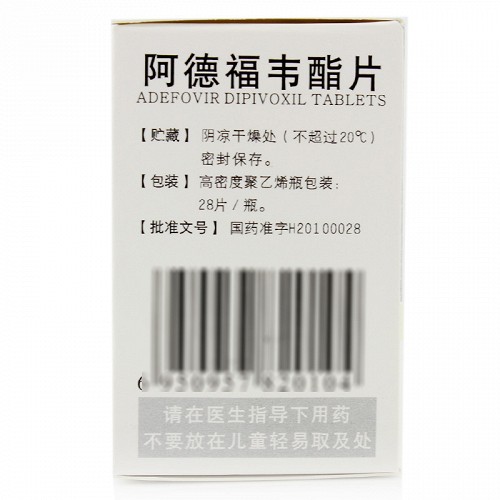 阿德福韦酯片
ADEFOVIR DIPIVOXIL TABLETS
【贮藏】阴凉干燥处（不超过20℃）
密封保存。
【包装】高密度聚乙烯瓶包装：
28片/瓶。
【批准文号】国药准字H20100028
请在医生指导下用药
不要放在儿童轻易取及处